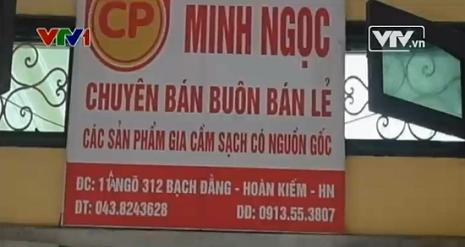 VTV1
VTV.vn
CP
MINH NGỌC
CHUYÊN BÁN BUÔN BÁN LẺ
CÁC SẢN PHẨM GIA CẦM SẠCH CÓ NGUỒN GỐC
ĐC: 11A NGÕ 312 BẠCH ĐẰNG - HOÀN KIẾM - HN
ĐT: 043.8243628 DĐ: 0913.55.3807